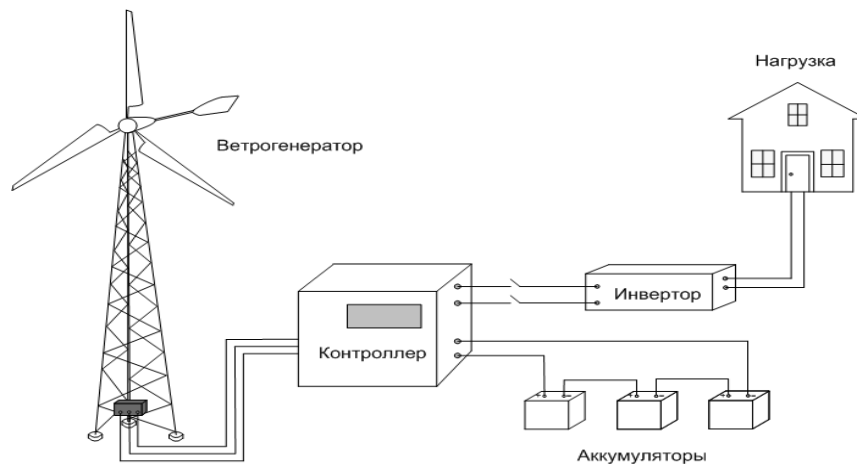 Нагрузка
Ветрогенератор
Инвертор
Контроллер
Аккумуляторы